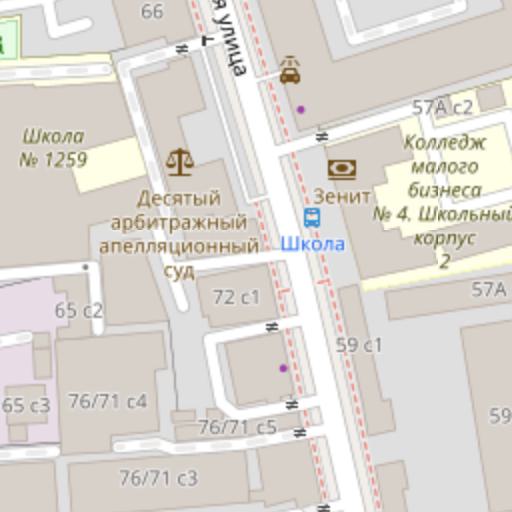 66
я улица
57А с2
Школа
№ 1259
Колледж
малого
бизнеса
№ 4. Школьный
корпус
2
Зенит
Десятый
арбитражный
апелляционный
суд
Школа
57А
72 с1
65 с2
59 с1
65 с3
76/71 с4
59
76/71 с5
76/71 с3